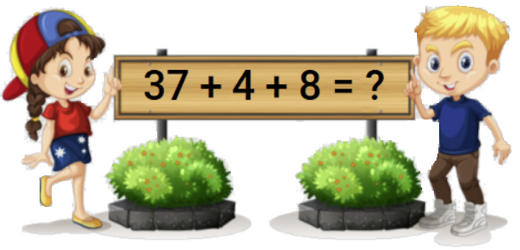 37 + 4 + 8 = ?